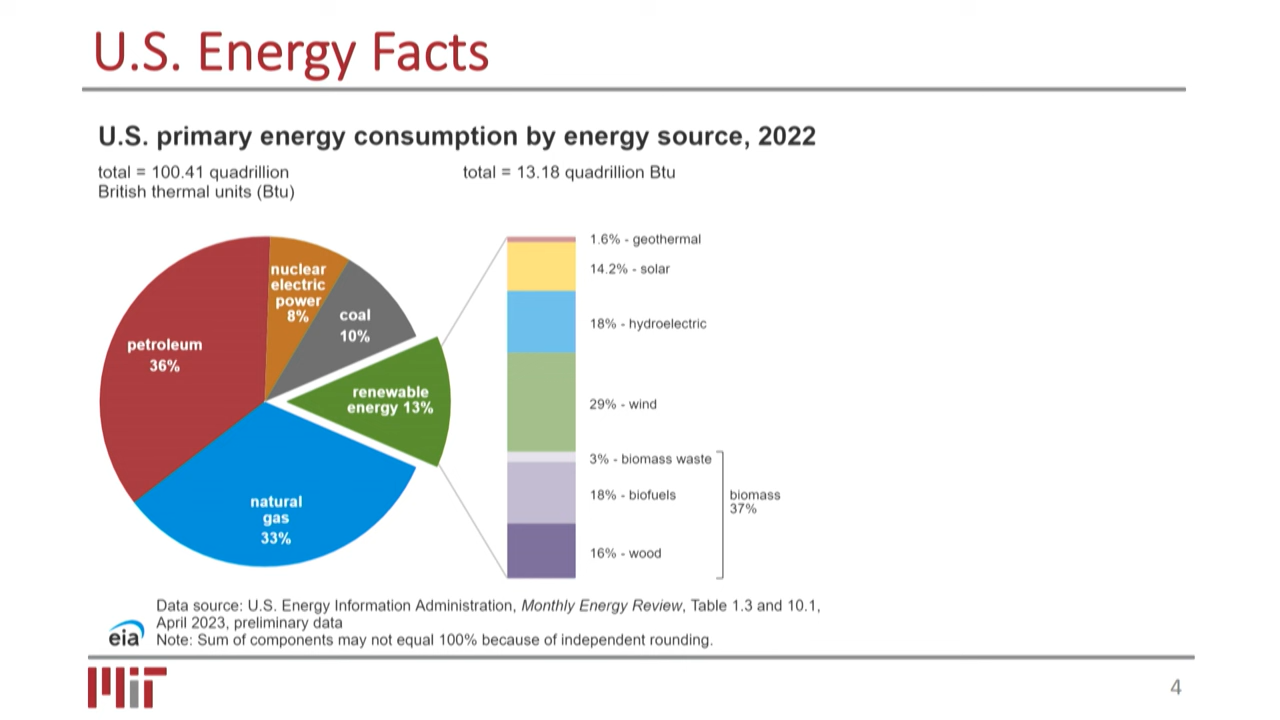 U.S. Energy Facts
U.S. primary energy consumption by energy source, 2022
total = 100.41 quadrillion
British thermal units (Btu)
total = 13.18 quadrillion Btu
nuclear
electric
power
8%
coal
10%
petroleum
36%
renewable
energy 13%
natural
gas
33%
1.6% - geothermal
14.2% - solar
18% - hydroelectric
29% - wind
3% - biomass waste
18% - biofuels
16% - wood
biomass
37%
Data source: U.S. Energy Information Administration, Monthly Energy Review, Table 1.3 and 10.1,
April 2023, preliminary data
Note: Sum of components may not equal 100% because of independent rounding.
eia
MIT
4